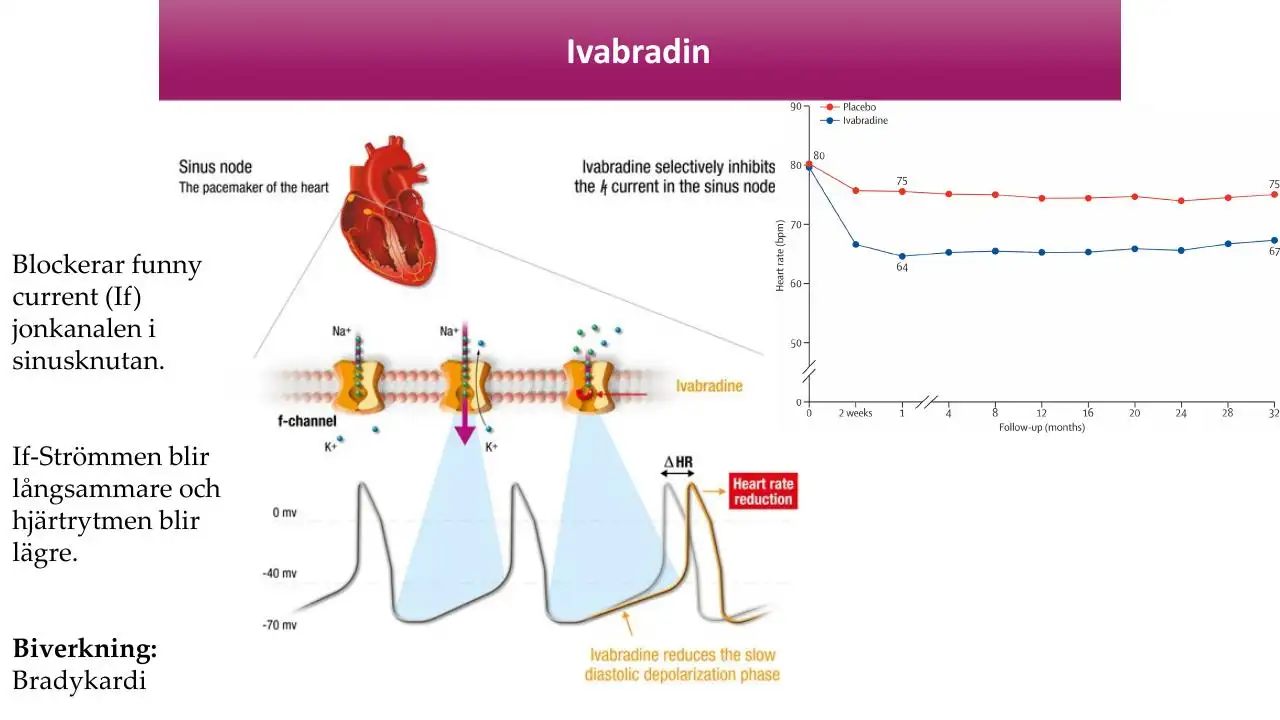 Ivabradin
Sinus node
The pacemaker of the heart
Ivabradine selectively inhibits
the If current in the sinus node
Blockerar funny
current (If)
jonkanalen i
sinusknutan.
If-Strömmen blir
långsammare och
hjärtrytmen blir
lägre.
Biverkning:
Bradykardi
Na+
Na+
Ivabradine
f-channel
K+
K+
Δ HR
Heart rate
reduction
0 mv
-40 mv
-70 mv
Ivabradine reduces the slow
diastolic depolarization phase
Placebo
Ivabradine
Heart rate (bpm)
90
80
70
60
50
0
80
75
75
64
67
0 2 weeks 1 4 8 12 16 20 24 28 32
Follow-up (months)